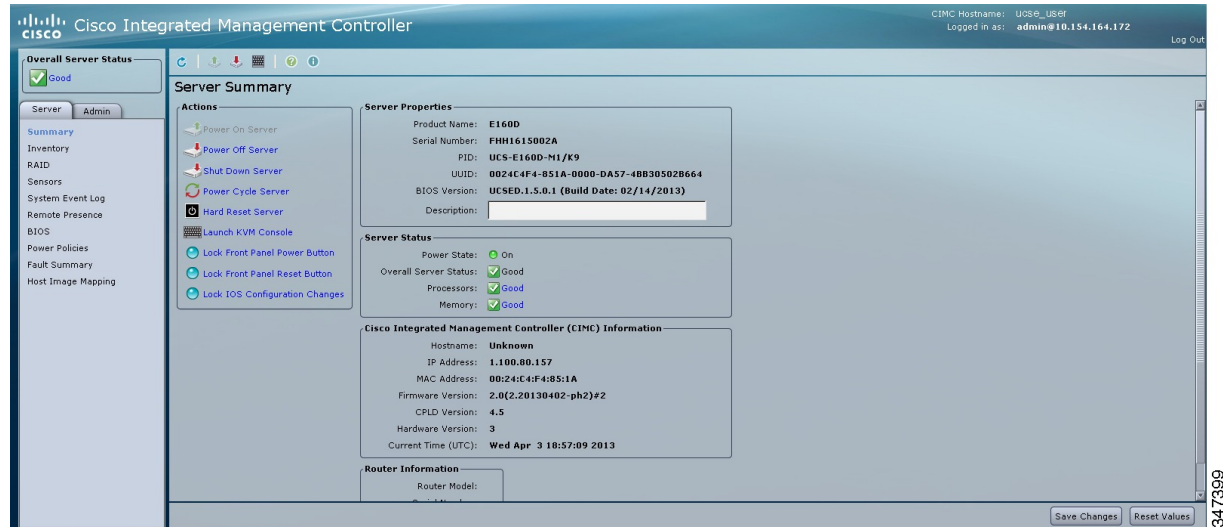 CISCO Cisco Integrated Management Controller
CIMC Hostname: ucse_user
Logged in as: admin@10.154.164.172
Log Out
Overall Server Status
Good
Server Admin
Summary
Inventory
RAID
Sensors
System Event Log
Remote Presence
BIOS
Power Policies
Fault Summary
Host Image Mapping
Server Summary
Actions
Power On Server
Power Off Server
Shut Down Server
Power Cycle Server
Hard Reset Server
Launch KVM Console
Lock Front Panel Power Button
Lock Front Panel Reset Button
Lock IOS Configuration Changes
Server Properties
Product Name: E160D
Serial Number: FHH1615002A
PID: UCS-E160D-M1/K9
UUID: 0024C4F4-851A-0000-DA57-4BB30502B664
BIOS Version: UCSED.1.5.0.1 (Build Date: 02/14/2013)
Description:
Server Status
Power State: On
Overall Server Status: Good
Processors: Good
Memory: Good
Cisco Integrated Management Controller (CIMC) Information
Hostname: Unknown
IP Address: 1.100.80.157
MAC Address: 00:24:C4:F4:85:1A
Firmware Version: 2.0(2.20130402-ph2)#2
CPLD Version: 4.5
Hardware Version: 3
Current Time (UTC): Wed Apr 3 18:57:09 2013
Router Information
Router Model:
Save Changes Reset Values
347399